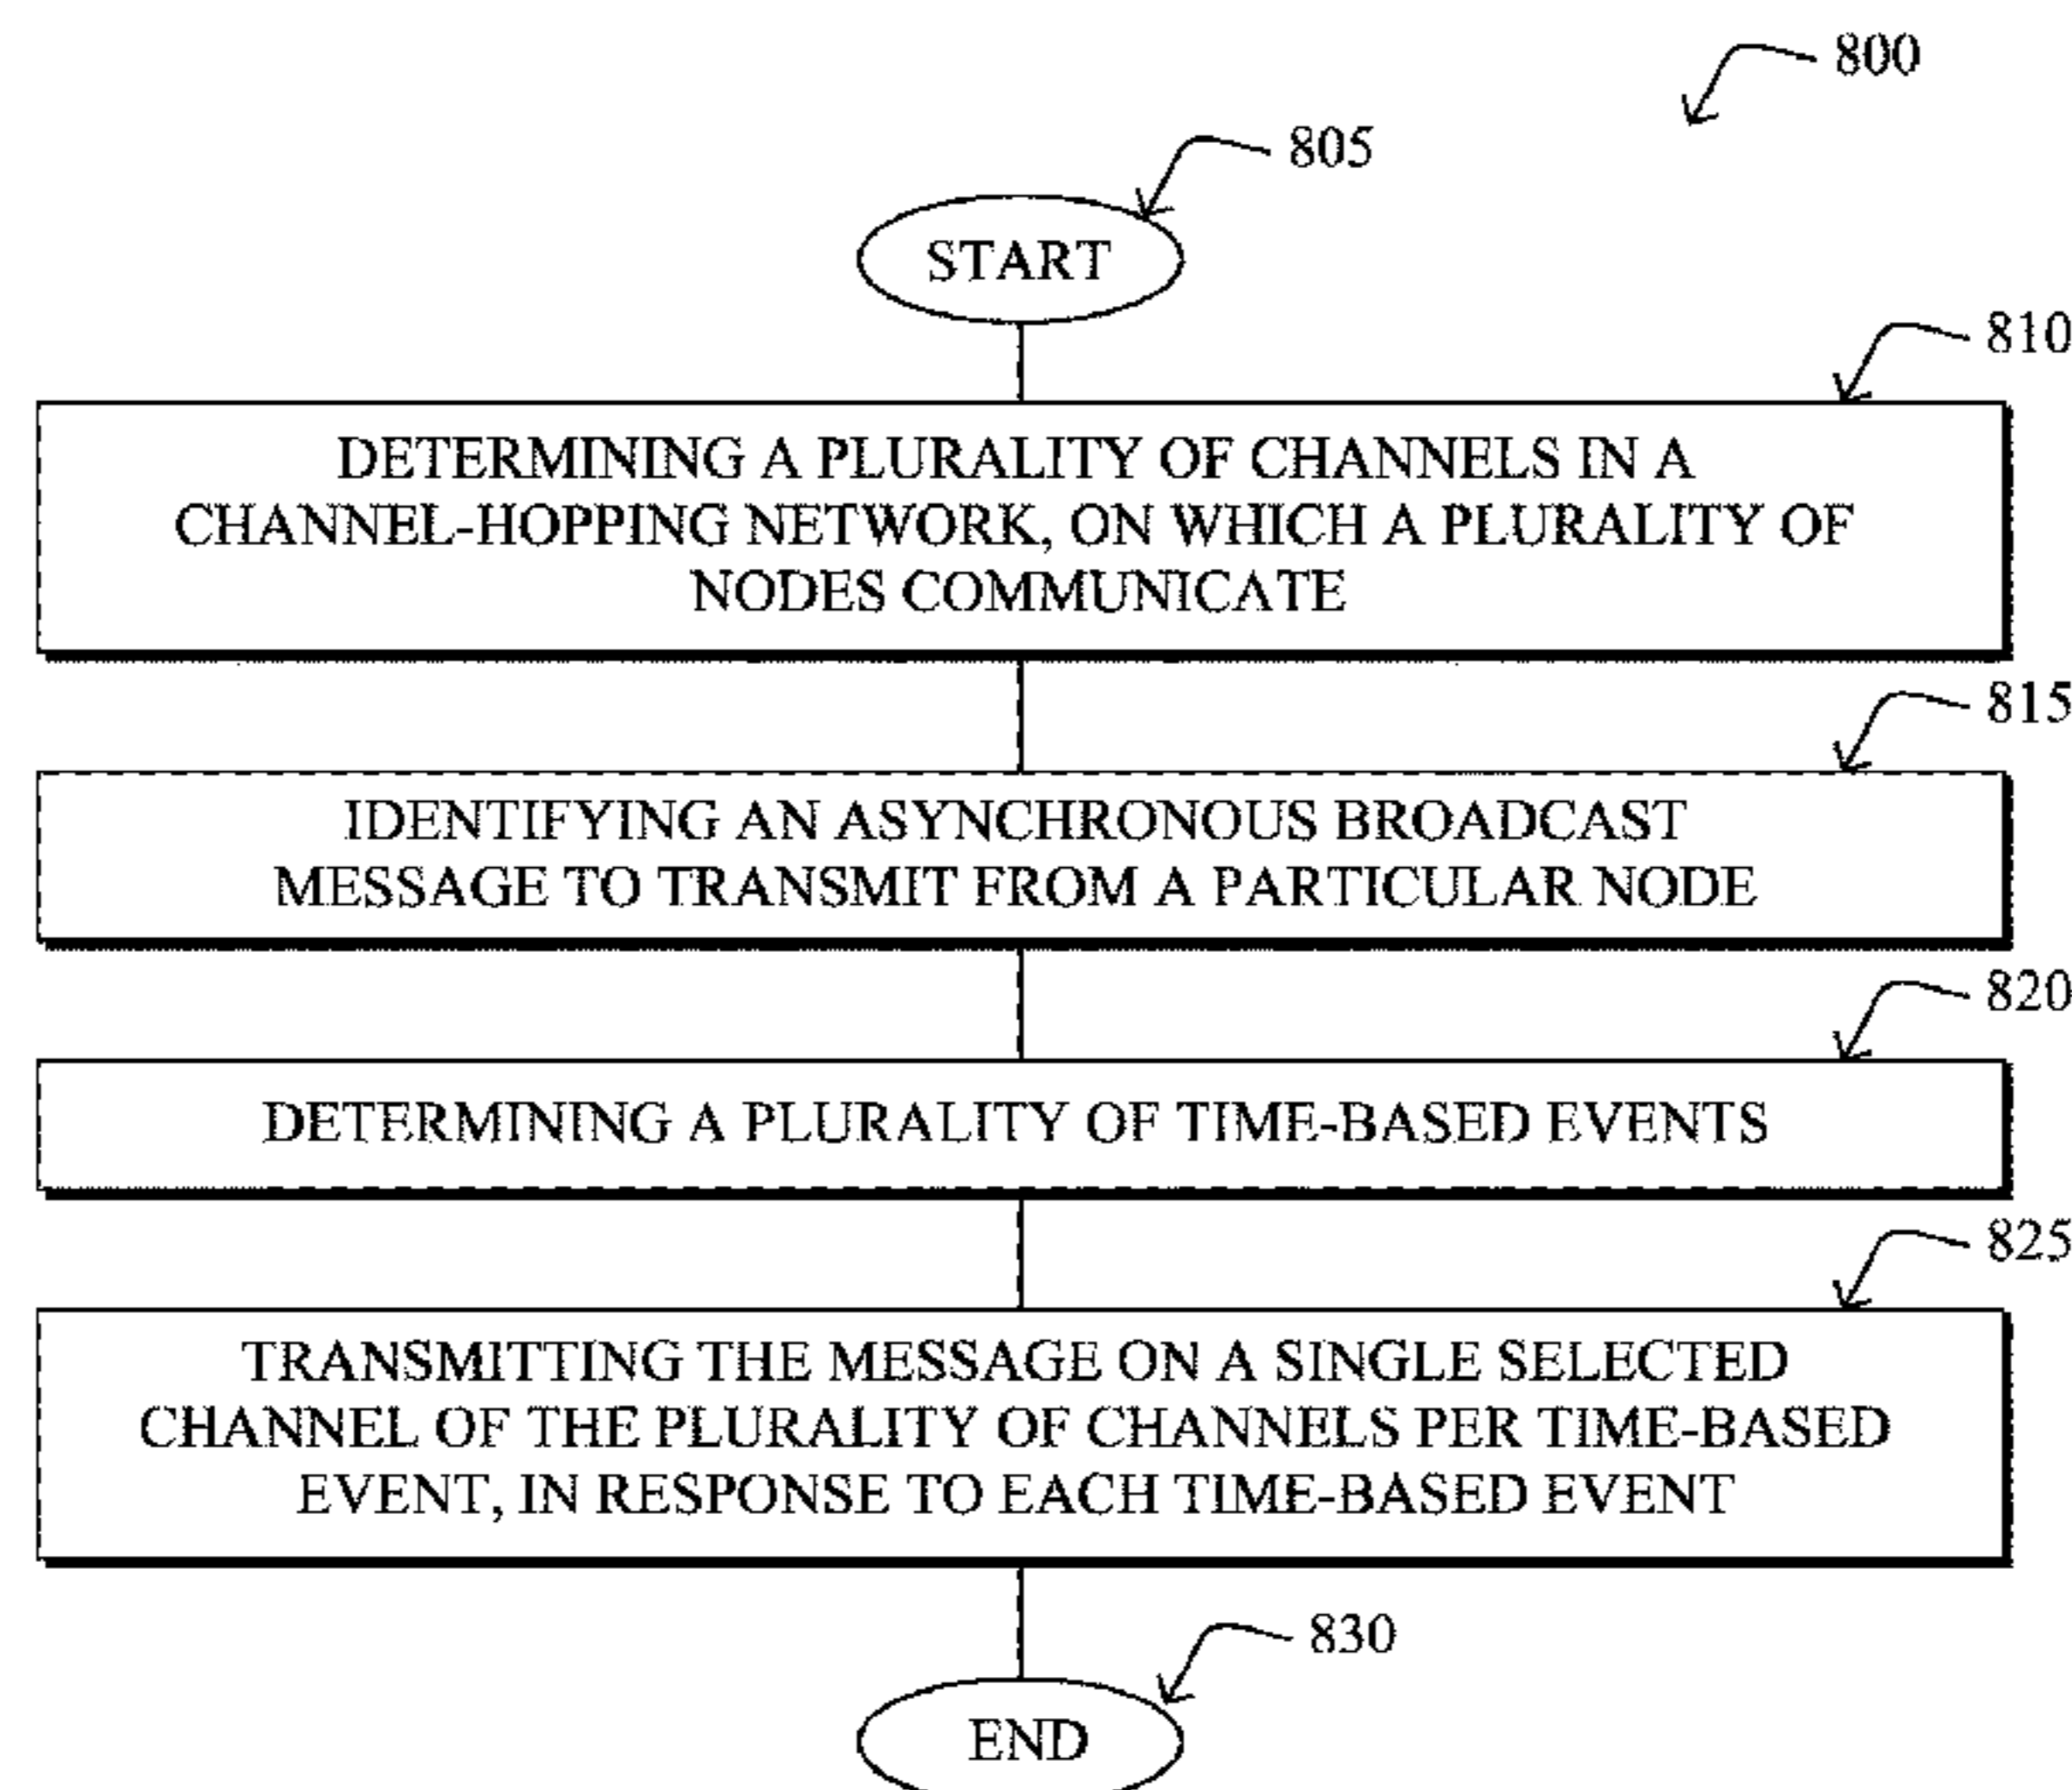 800
805
START
810
DETERMINING A PLURALITY OF CHANNELS IN A
CHANNEL-HOPPING NETWORK, ON WHICH A PLURALITY OF
NODES COMMUNICATE
815
IDENTIFYING AN ASYNCHRONOUS BROADCAST
MESSAGE TO TRANSMIT FROM A PARTICULAR NODE
820
DETERMINING A PLURALITY OF TIME-BASED EVENTS
825
TRANSMITTING THE MESSAGE ON A SINGLE SELECTED
CHANNEL OF THE PLURALITY OF CHANNELS PER TIME-BASED
EVENT, IN RESPONSE TO EACH TIME-BASED EVENT
830
END